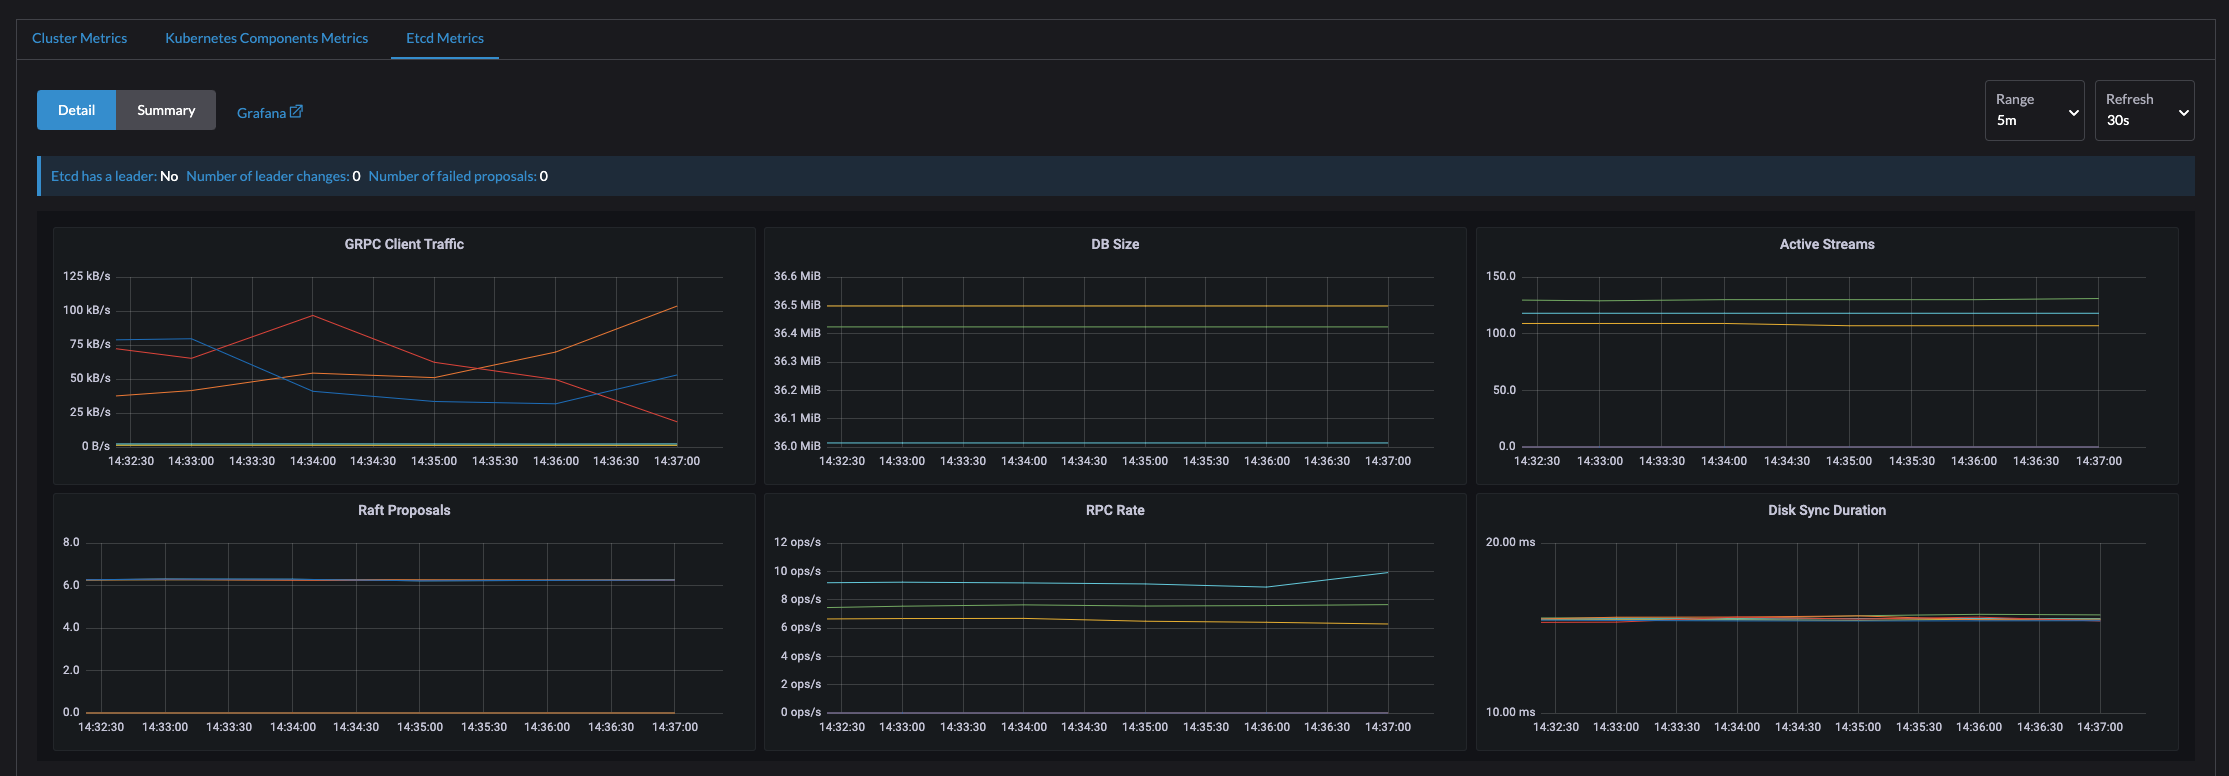 Cluster Metrics Kubernetes Components Metrics Etcd Metrics
Detail Summary Grafana
Range
5m
Refresh
30s
Etcd has a leader: No Number of leader changes: 0 Number of failed proposals: 0
GRPC Client Traffic
125 kB/s
100 kB/s
75 kB/s
50 kB/s
25 kB/s
0 B/s
14:32:30 14:33:00 14:33:30 14:34:00 14:34:30 14:35:00 14:35:30 14:36:00 14:36:30 14:37:00
DB Size
36.6 MiB
36.5 MiB
36.4 MiB
36.3 MiB
36.2 MiB
36.1 MiB
36.0 MiB
14:32:30 14:33:00 14:33:30 14:34:00 14:34:30 14:35:00 14:35:30 14:36:00 14:36:30 14:37:00
Active Streams
150.0
100.0
50.0
0.0
14:32:30 14:33:00 14:33:30 14:34:00 14:34:30 14:35:00 14:35:30 14:36:00 14:36:30 14:37:00
Raft Proposals
8.0
6.0
4.0
2.0
0.0
14:32:30 14:33:00 14:33:30 14:34:00 14:34:30 14:35:00 14:35:30 14:36:00 14:36:30 14:37:00
RPC Rate
12 ops/s
10 ops/s
8 ops/s
6 ops/s
4 ops/s
2 ops/s
0 ops/s
14:32:30 14:33:00 14:33:30 14:34:00 14:34:30 14:35:00 14:35:30 14:36:00 14:36:30 14:37:00
Disk Sync Duration
20.00 ms
10.00 ms
14:32:30 14:33:00 14:33:30 14:34:00 14:34:30 14:35:00 14:35:30 14:36:00 14:36:30 14:37:00